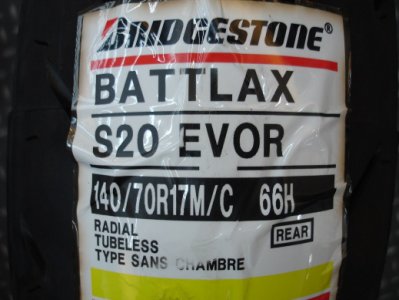 BRIDGESTONE®
BATTLAX
S20 EVOR
140/70R17M/C 66H
RADIAL
TUBELESS
TYPE SANS CHAMBRE
REAR